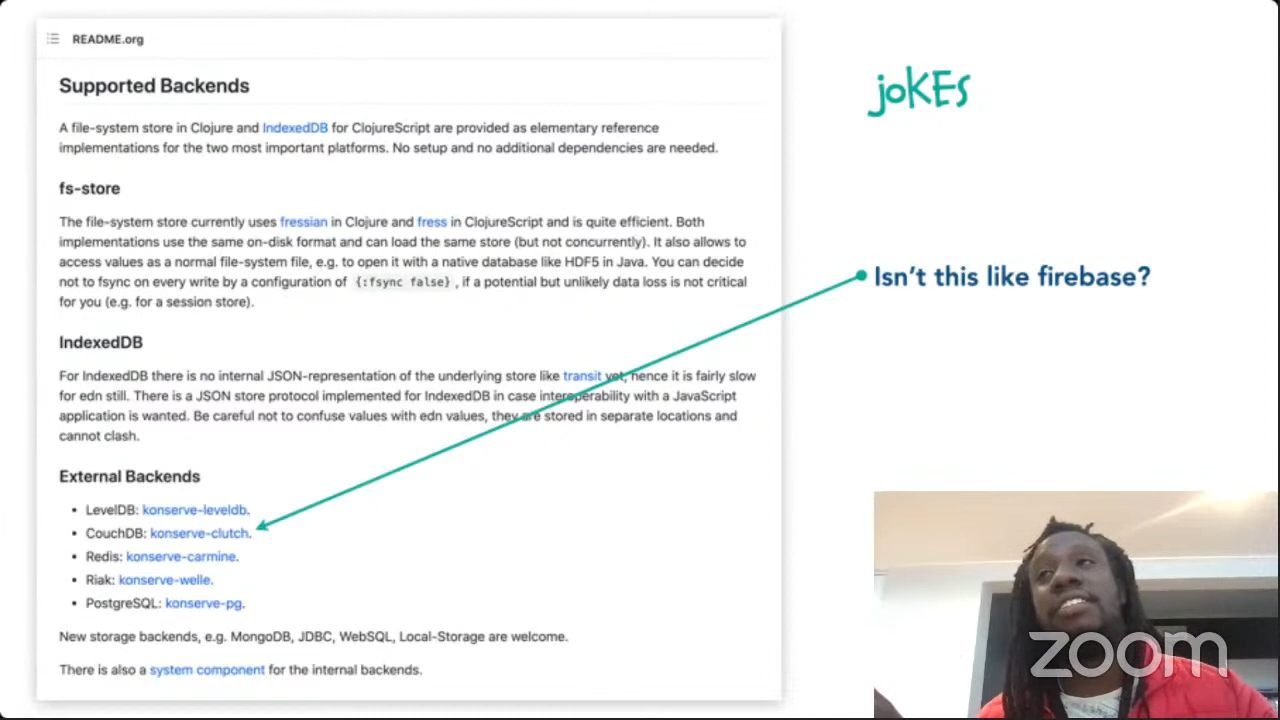 README.org
Supported Backends
A file-system store in Clojure and IndexedDB for ClojureScript are provided as elementary reference
implementations for the two most important platforms. No setup and no additional dependencies are needed.
fs-store
The file-system store currently uses fressian in Clojure and fress in ClojureScript and is quite efficient. Both
implementations use the same on-disk format and can load the same store (but not concurrently). It also allows to
access values as a normal file-system file, e.g. to open it with a native database like HDF5 in Java. You can decide
not to fsync on every write by a configuration of {:fsync false} , if a potential but unlikely data loss is not critical
for you (e.g. for a session store).
IndexedDB
For IndexedDB there is no internal JSON-representation of the underlying store like transit yet, hence it is fairly slow
for edn still. There is a JSON store protocol implemented for IndexedDB in case interoperability with a JavaScript
application is wanted. Be careful not to confuse values with edn values, they are stored in separate locations and
cannot clash.
External Backends
• LevelDB: konserve-leveldb.
• CouchDB: konserve-clutch.
• Redis: konserve-carmine.
• Riak: konserve-welle.
• PostgreSQL: konserve-pg.
New storage backends, e.g. MongoDB, JDBC, WebSQL, Local-Storage are welcome.
There is also a system component for the internal backends.
joKEs
Isn't this like firebase?
zoom